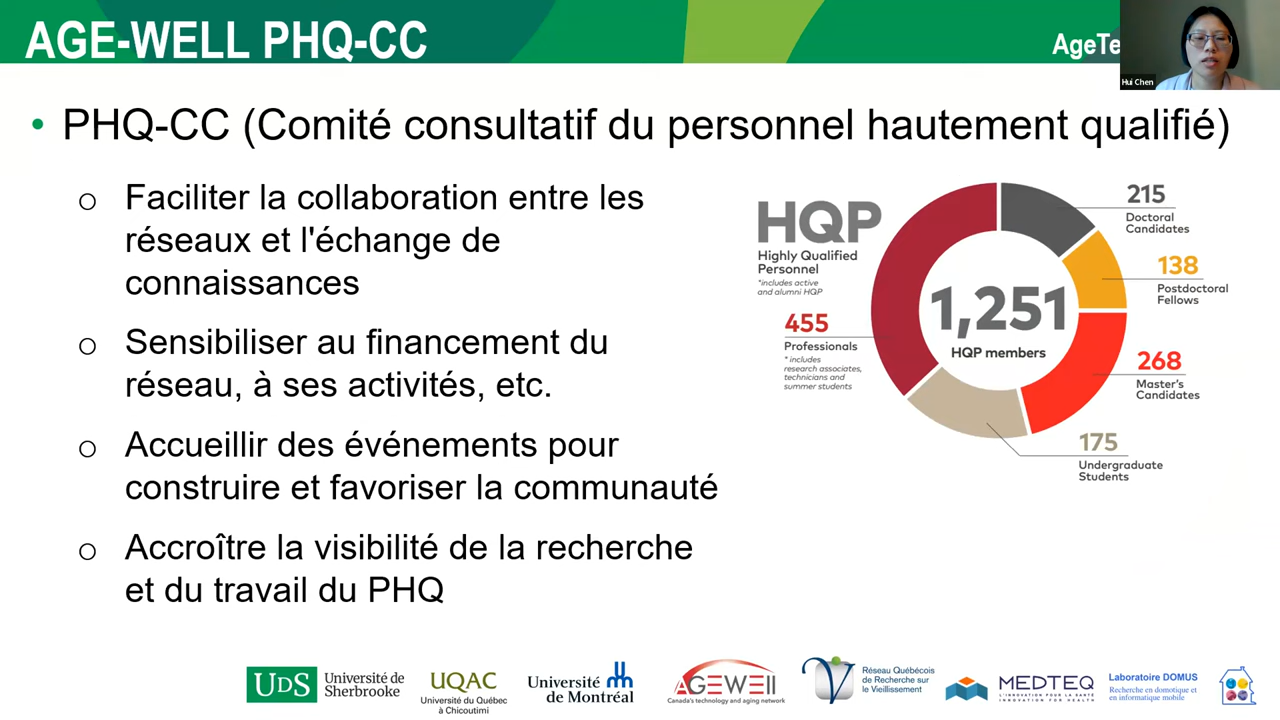 AGE-WELL PHQ-CC
AgeTe
Hui Chen
• PHQ-CC (Comité consultatif du personnel hautement qualifié)
o Faciliter la collaboration entre les
réseaux et l'échange de
connaissances
o Sensibiliser au financement du
réseau, à ses activités, etc.
o Accueillir des événements pour
construire et favoriser la communauté
o Accroître la visibilité de la recherche
et du travail du PHQ
HQP
Highly Qualified
Personnel
*includes active
and alumni HQP
455
Professionals
* includes
research associates,
technicians and
summer students
1,251
HQP members
215
Doctoral
Candidates
138
Postdoctoral
Fellows
268
Master's
Candidates
175
Undergraduate
Students
UDS Université de
Sherbrooke
UQAC
Université du Québec
à Chicoutimi
Université
de Montréal
AGEWELL
Canada's technology and aging network
Réseau Québécois
de Recherche sur
le Vieillissement
MEDTEQ
L'INNOVATION POUR LA SANTÉ
INNOVATION FOR HEALTH
Laboratoire DOMUS
Recherche en domotique et
en informatique mobile